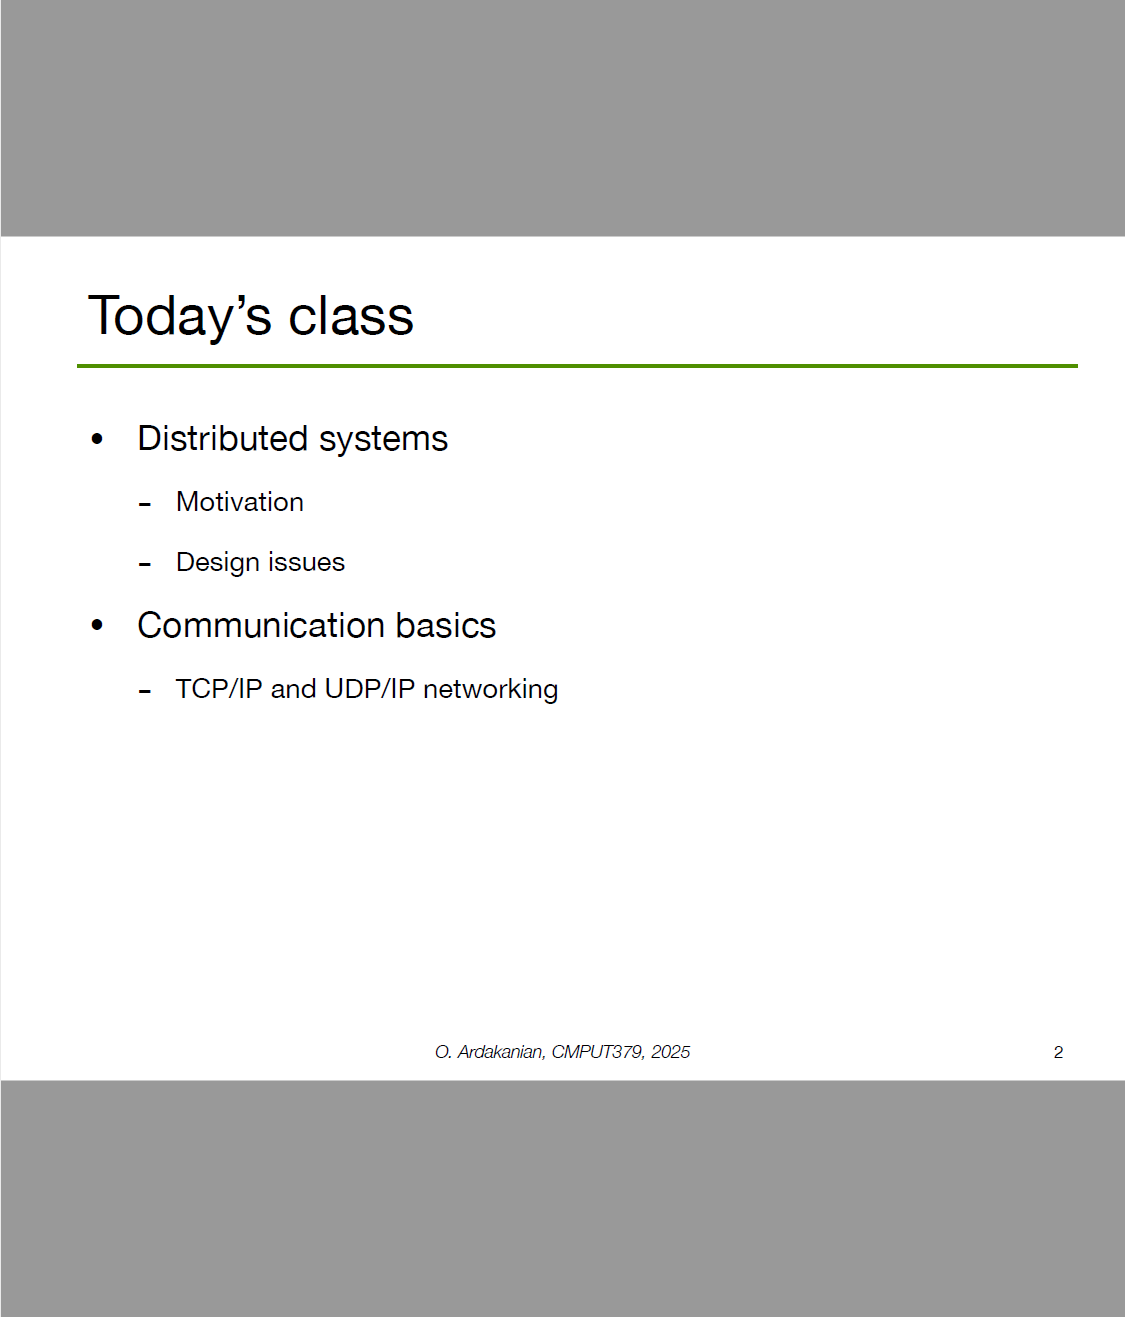 Today’s class
• Distributed systems
– Motivation
– Design issues
• Communication basics
– TCP/IP and UDP/IP networking
O. Ardakanian, CMPUT379, 2025
2